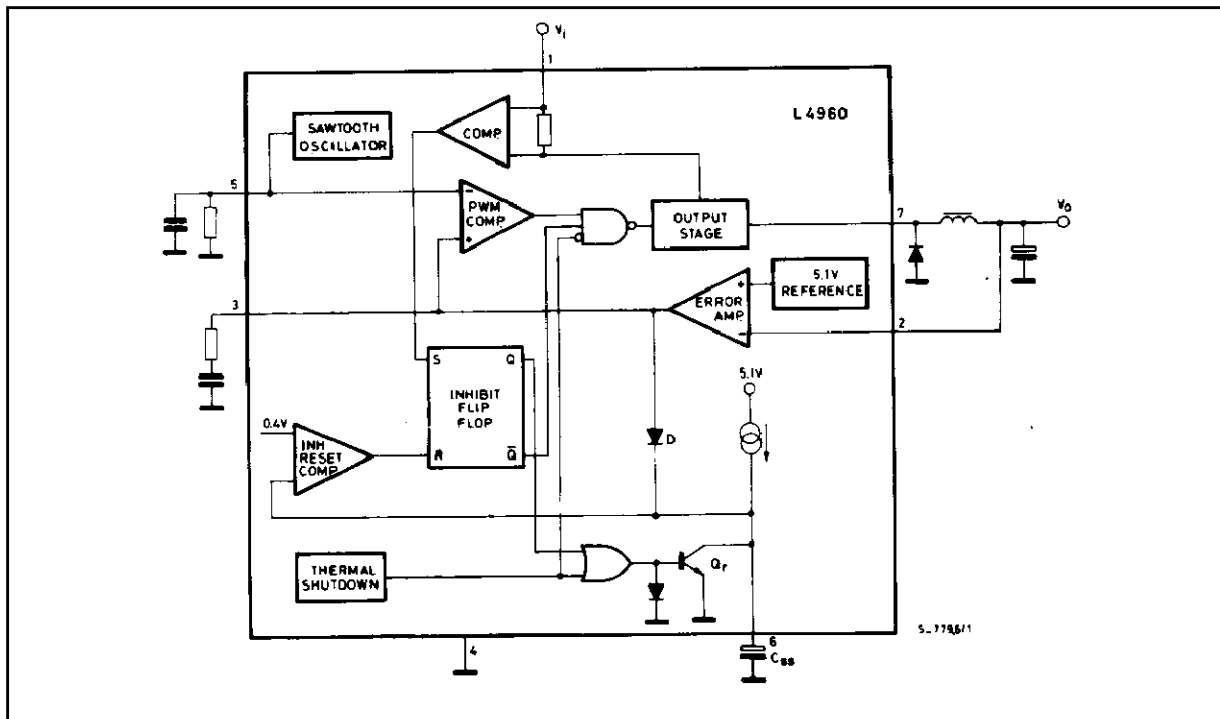 Vi
1
L4960
SAWTOOTH
OSCILLATOR
COMP.
5
-
PWM
COMP
+
OUTPUT
STAGE
7
Vo
3
+
ERROR
AMP.
-
5.1V
REFERENCE
2
S Q
INHIBIT
FLIP
FLOP
R Q̅
5.1V
D
0.4V
INH
RESET
COMP.
THERMAL
SHUTDOWN
Qr
4
6
Css
S-7796/1